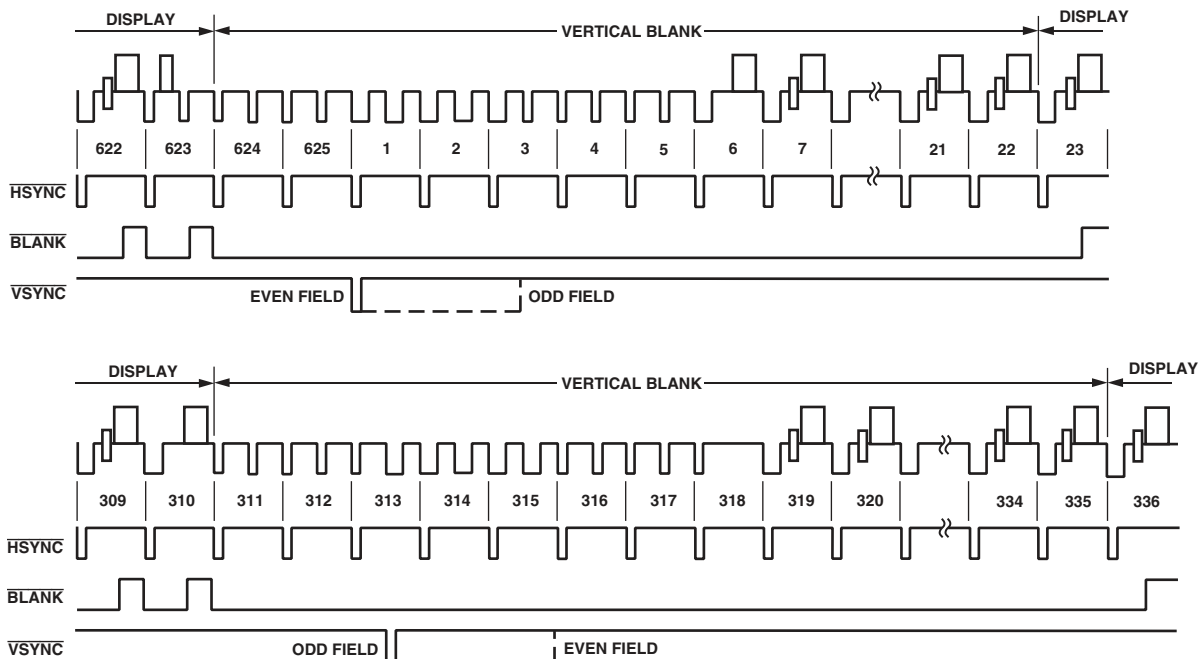 DISPLAY VERTICAL BLANK DISPLAY
622 623 624 625 1 2 3 4 5 6 7 21 22 23
HSYNC
BLANK
VSYNC
EVEN FIELD ODD FIELD
DISPLAY VERTICAL BLANK DISPLAY
309 310 311 312 313 314 315 316 317 318 319 320 334 335 336
HSYNC
BLANK
VSYNC
ODD FIELD EVEN FIELD